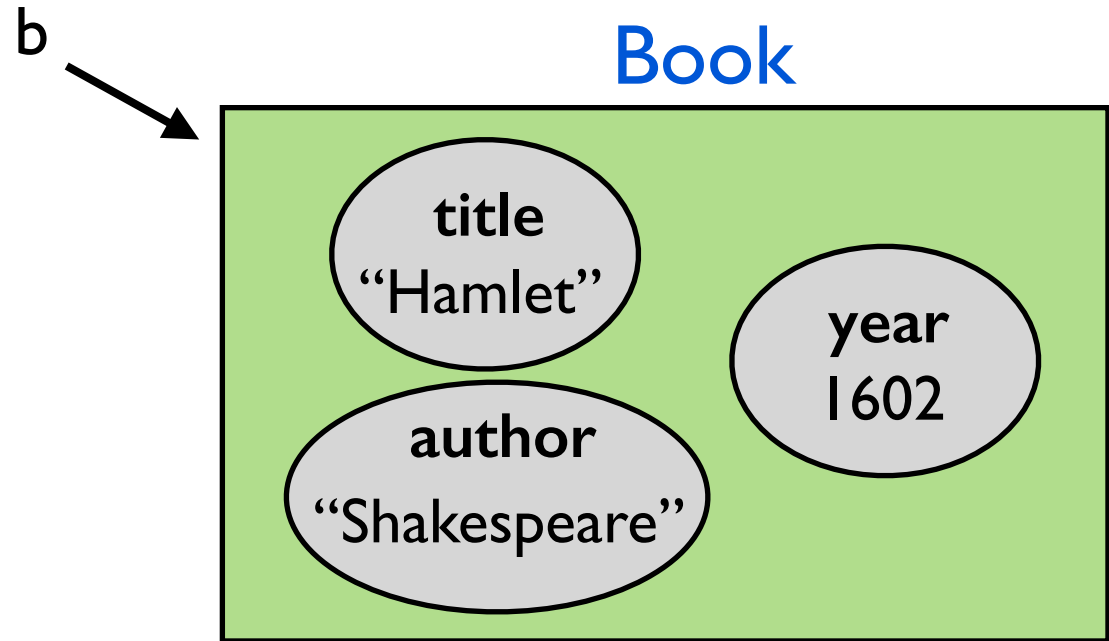 b
Book
title
“Hamlet”
year
1602
author
“Shakespeare”